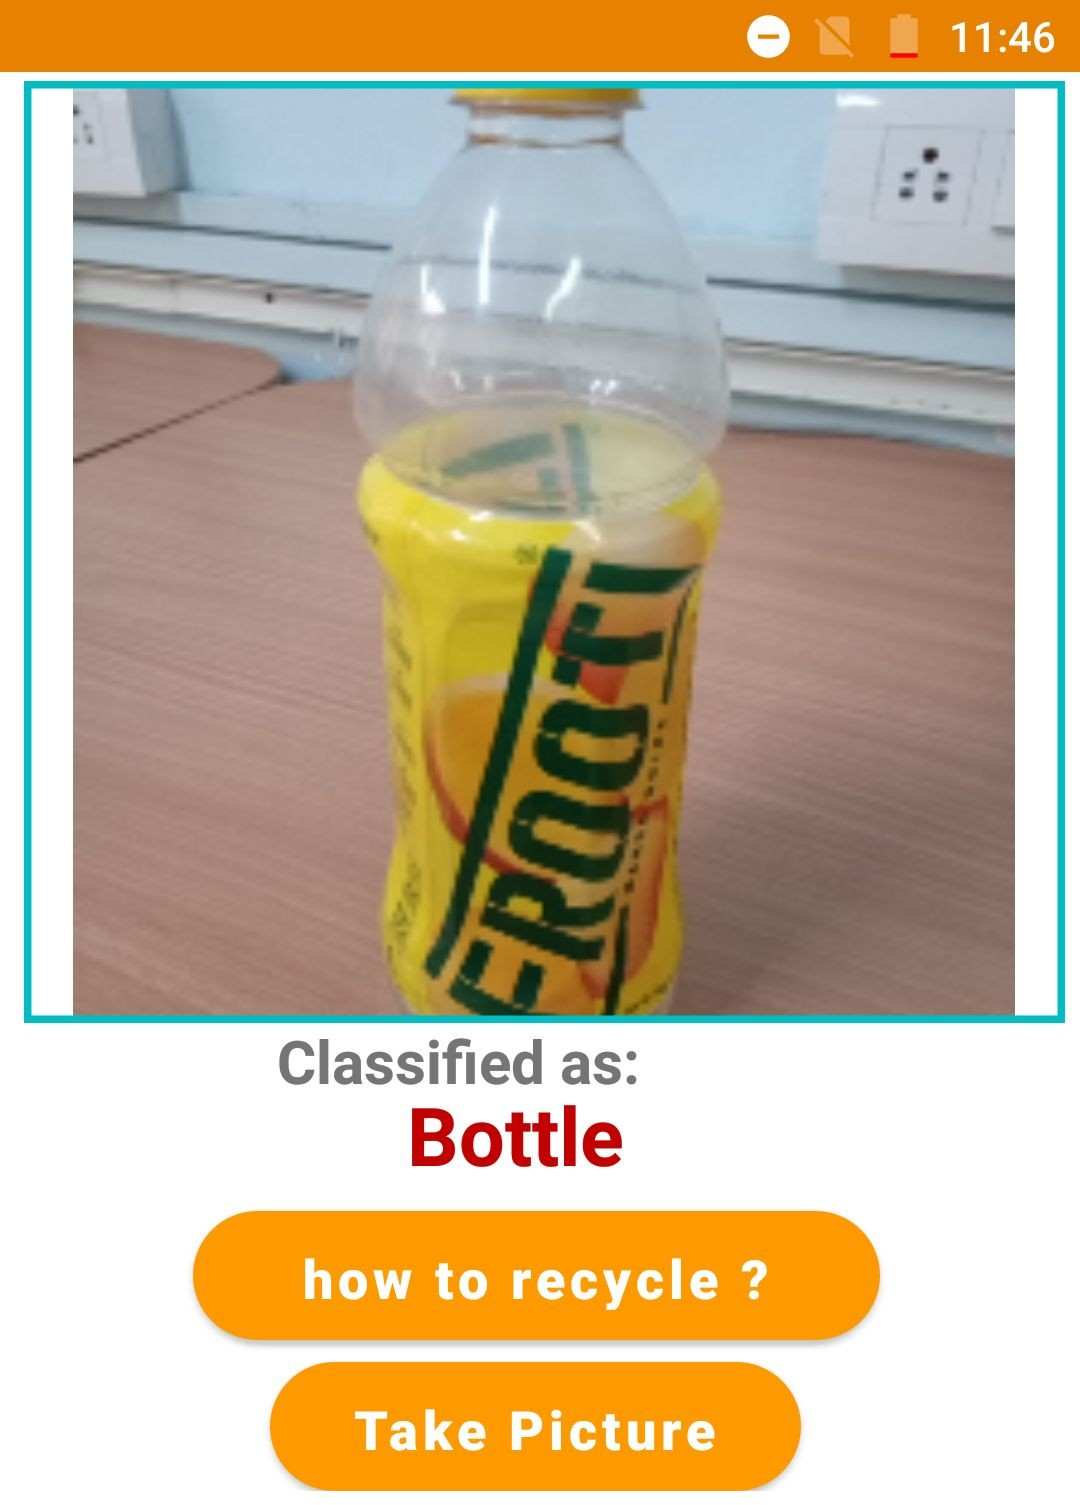 11:46
FROOTI
®
Classified as:
Bottle
how to recycle ?
Take Picture